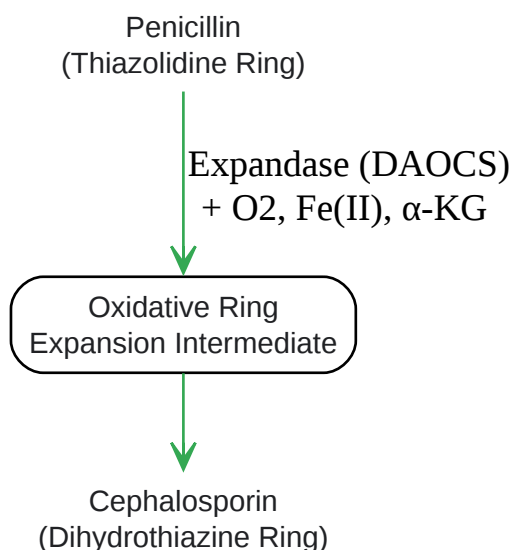 Penicillin
(Thiazolidine Ring)
Expandase (DAOCS)
+ O2, Fe(II), α-KG
Oxidative Ring
Expansion Intermediate
Cephalosporin
(Dihydrothiazine Ring)